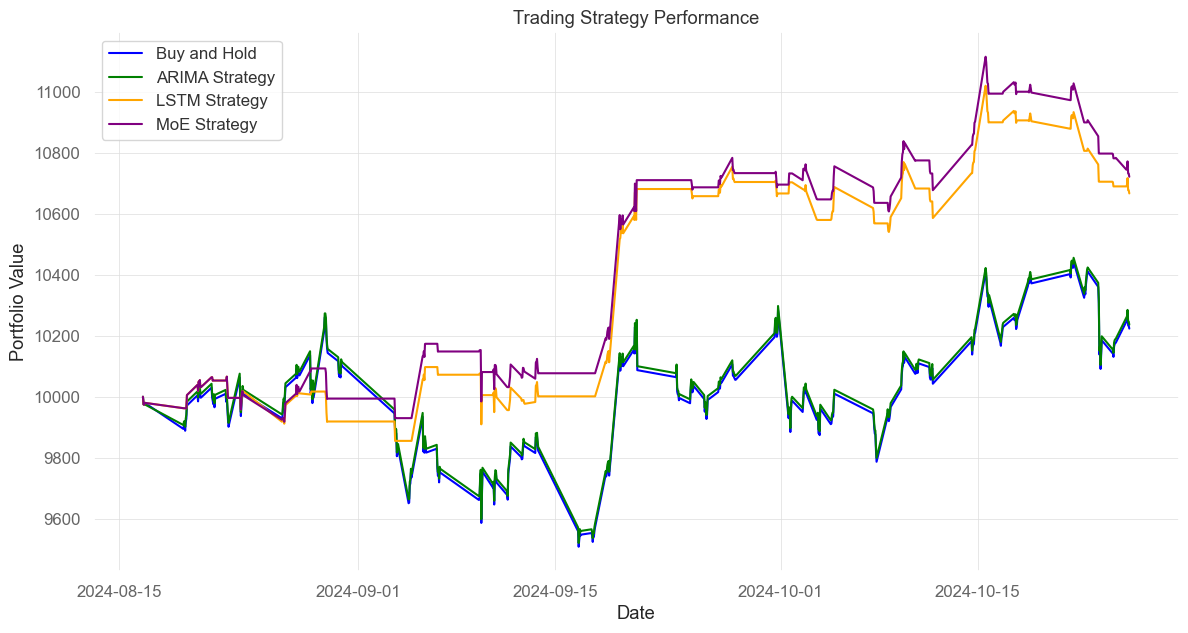 Trading Strategy Performance
Buy and Hold
ARIMA Strategy
LSTM Strategy
MoE Strategy
Portfolio Value
11000
10800
10600
10400
10200
10000
9800
9600
2024-08-15
2024-09-01
2024-09-15
2024-10-01
2024-10-15
Date